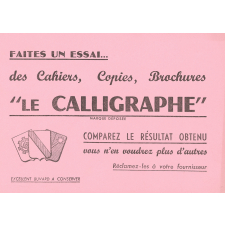 FAITES UN ESSAI...
des Cahiers, Copies, Brochures
"LE CALLIGRAPHE"
MARQUE DÉPOSÉE
COMPAREZ LE RÉSULTAT OBTENU
vous n'en voudrez plus d'autres
Réclamez-les à votre fournisseur
EXCELLENT BUVARD A CONSERVER